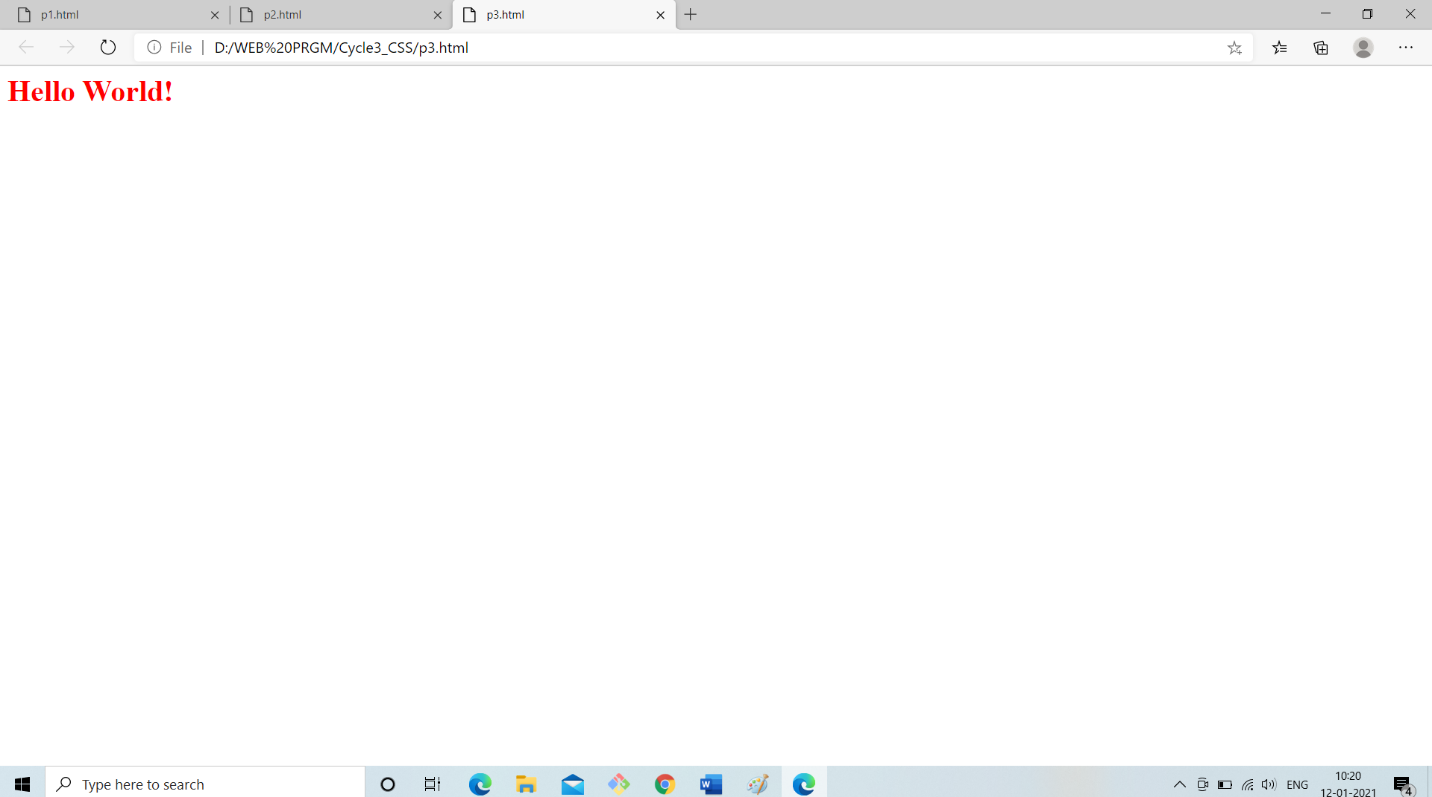 p1.html
p2.html
p3.html
File | D:/WEB%20PRGM/Cycle3_CSS/p3.html
Hello World!
Type here to search
W
ENG
10:20
12-01-2021
4